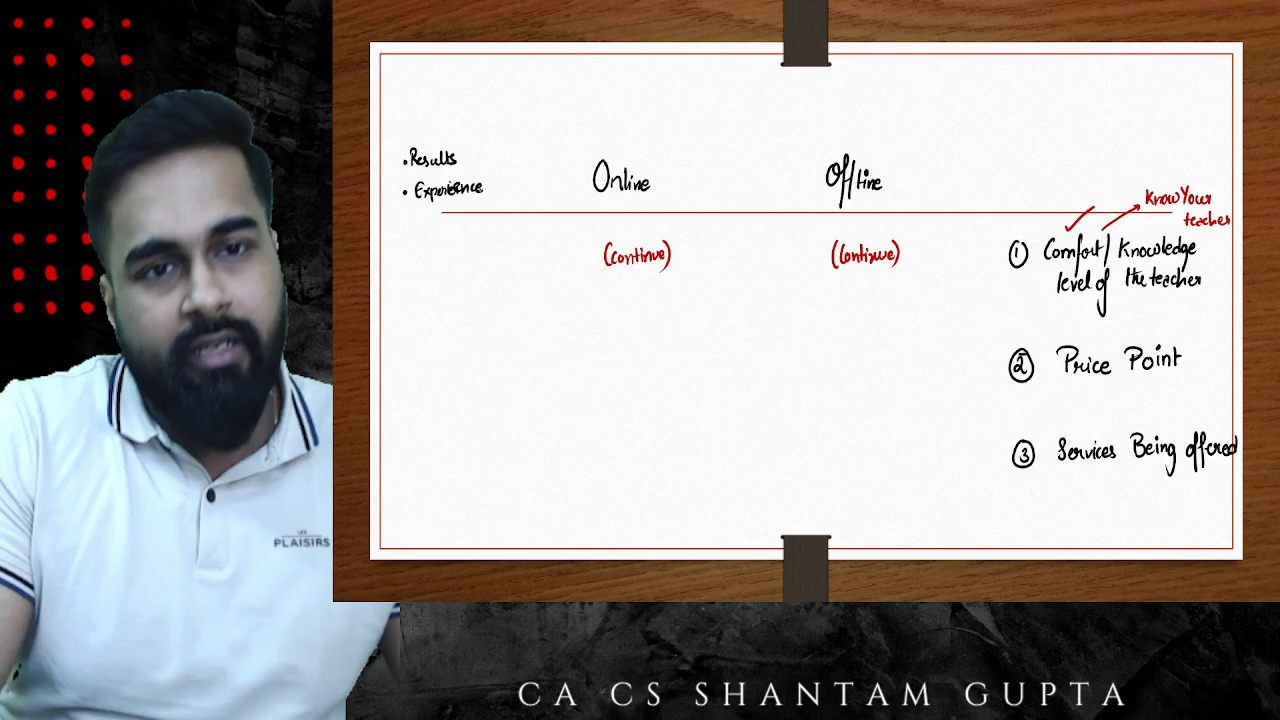 • Results
• Experience
Online
Offline
(continue)
(continue)
Know Your
teacher
① Comfort / Knowledge
level of the teacher
② Price Point
③ Services Being offered
PLAISIRS
CA CS SHANTAM GUPTA